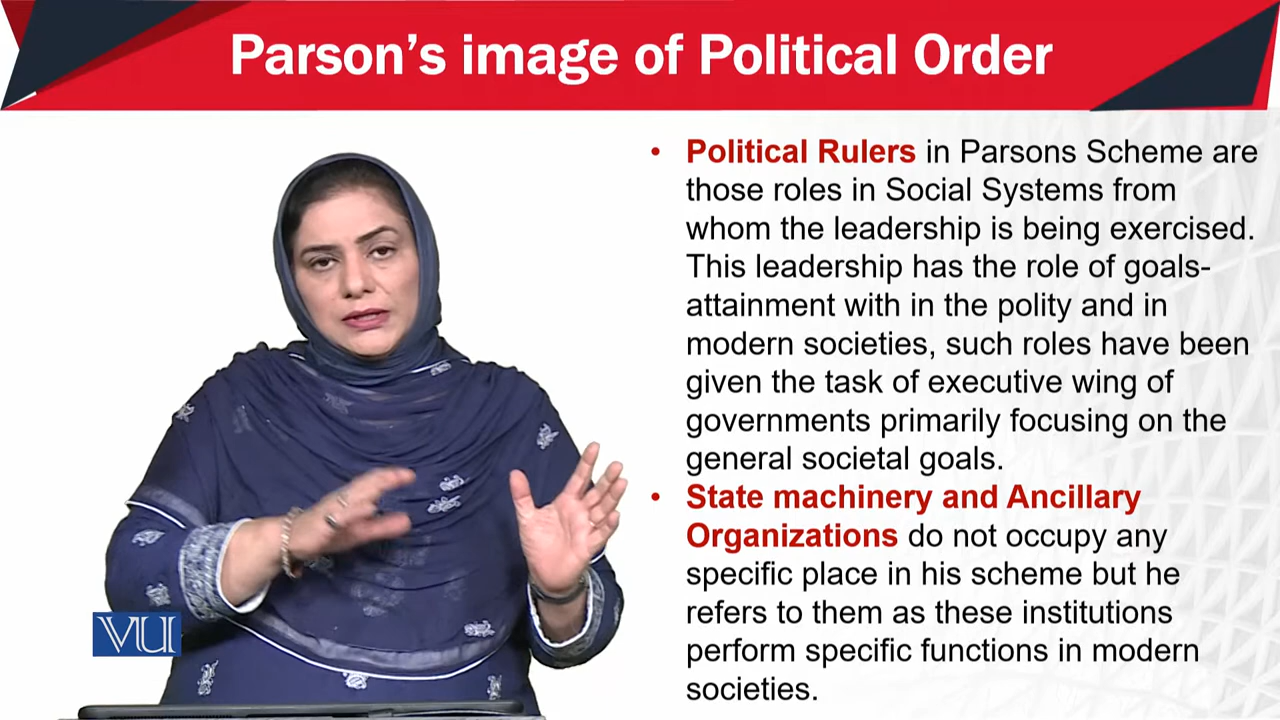 Parson's image of Political Order
• Political Rulers in Parsons Scheme are
those roles in Social Systems from
whom the leadership is being exercised.
This leadership has the role of goals-
attainment with in the polity and in
modern societies, such roles have been
given the task of executive wing of
governments primarily focusing on the
general societal goals.
• State machinery and Ancillary
Organizations do not occupy any
specific place in his scheme but he
refers to them as these institutions
perform specific functions in modern
societies.
VU